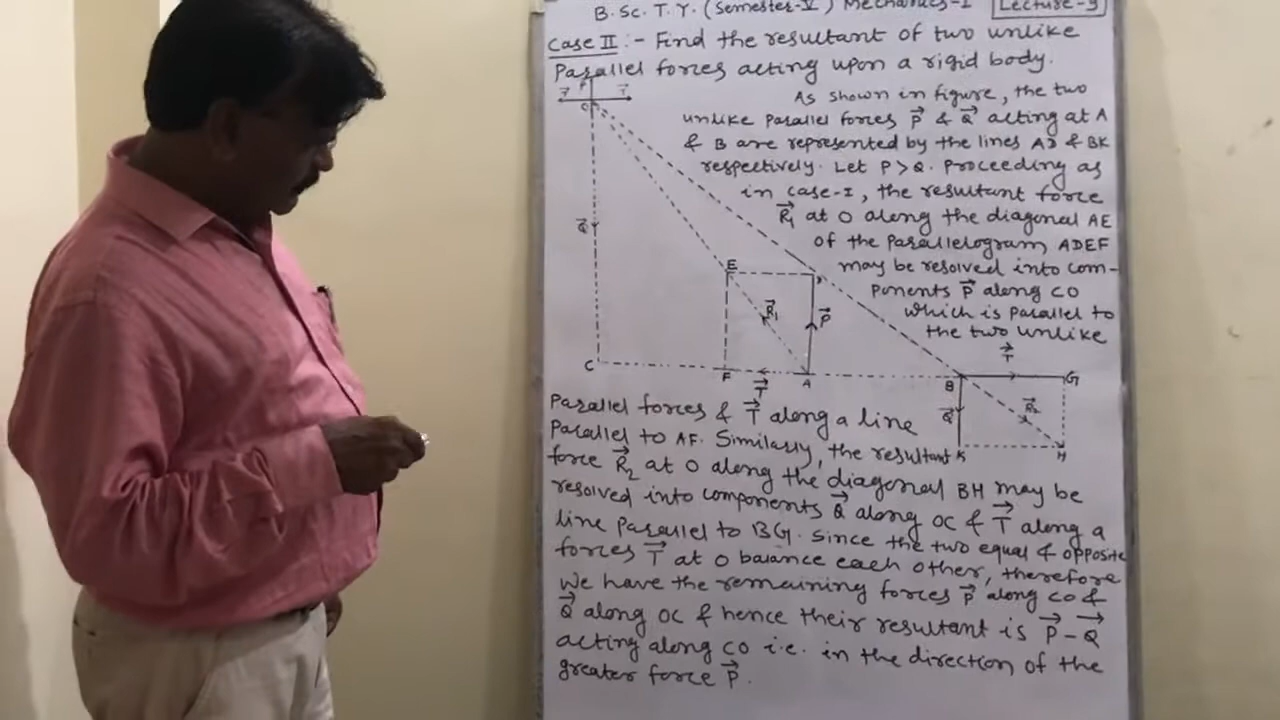 B.Sc. T.Y. (Semester-V) Mechanics-I Lecture-9
Case II :- Find the resultant of two unlike
Parallel forces acting upon a rigid body.
As shown in figure, the two
unlike Parallel forces P⃗ & Q⃗ acting at A
& B are represented by the lines AD & BK
respectively. Let P>Q. Proceeding as
in case-I, the resultant force
R⃗₁ at O along the diagonal AE
of the Parallelogram ADEF
may be resolved into com-
ponents P⃗ along CO
which is parallel to
the two unlike
Parallel forces & T⃗ along a line
Parallel to AF. Similarly, the resultant
force R⃗₂ at O along the diagonal BH may be
resolved into components Q⃗ along OC & T⃗ along a
line Parallel to BG. Since the two equal & opposite
forces T⃗ at O balance each other, therefore
We have the remaining forces P⃗ along CO &
Q⃗ along OC & hence their resultant is P⃗ - Q⃗
acting along CO i.e. in the direction of the
greater force P⃗.
O
Q⃗
E
R⃗₁
P⃗
C
F
T⃗
A
B
T⃗
G
Q⃗
R⃗₂
K
H